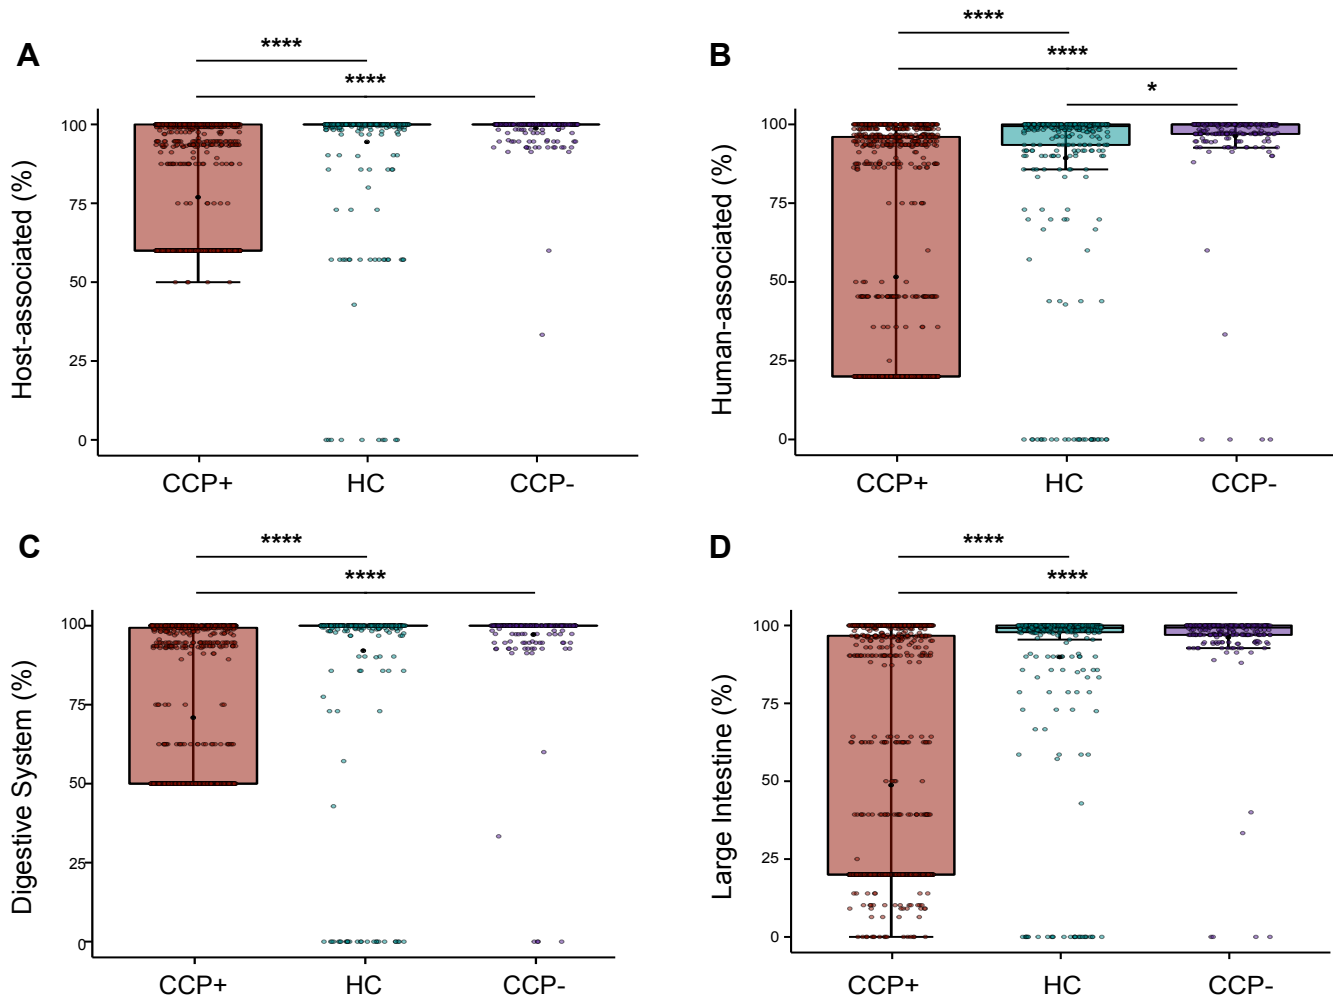 A
****
****
Host-associated (%)
100
75
50
25
0
CCP+ HC CCP-
B
****
****
*
Human-associated (%)
100
75
50
25
0
CCP+ HC CCP-
C
****
****
Digestive System (%)
100
75
50
25
0
CCP+ HC CCP-
D
****
****
Large Intestine (%)
100
75
50
25
0
CCP+ HC CCP-